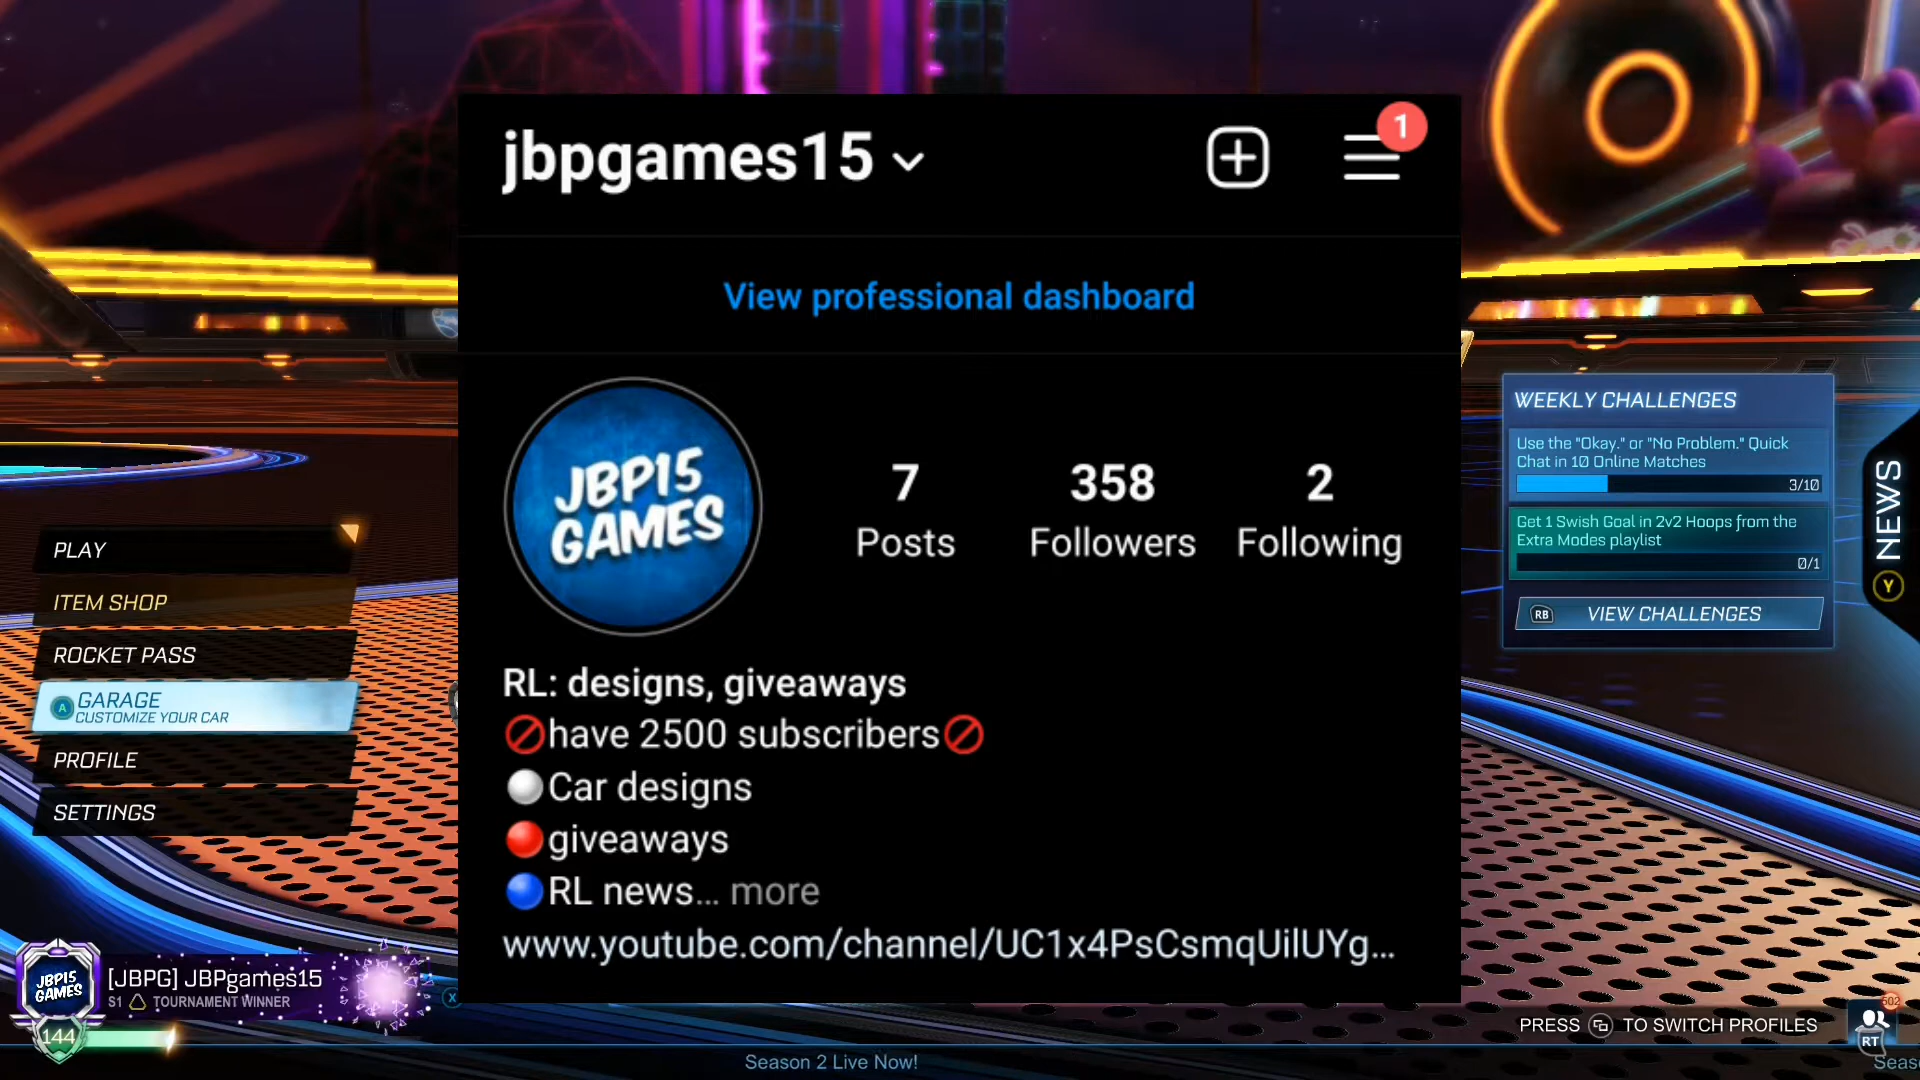 jbpgames15
1
View professional dashboard
JBP15
GAMES
7
Posts
358
Followers
2
Following
RL: designs, giveaways
🚫have 2500 subscribers🚫
⚪Car designs
🔴giveaways
🔵RL news... more
www.youtube.com/channel/UC1x4PsCsmqUilUYg...
PLAY
ITEM SHOP
ROCKET PASS
A GARAGE
CUSTOMIZE YOUR CAR
PROFILE
SETTINGS
WEEKLY CHALLENGES
Use the "Okay." or "No Problem." Quick
Chat in 10 Online Matches
3/10
Get 1 Swish Goal in 2v2 Hoops from the
Extra Modes playlist
0/1
RB VIEW CHALLENGES
NEWS
Y
JBP15
GAMES
[JBPG] JBPgames15
S1 TOURNAMENT WINNER
X
144
PRESS TO SWITCH PROFILES
502
RT
Season 2 Live Now!
Seas